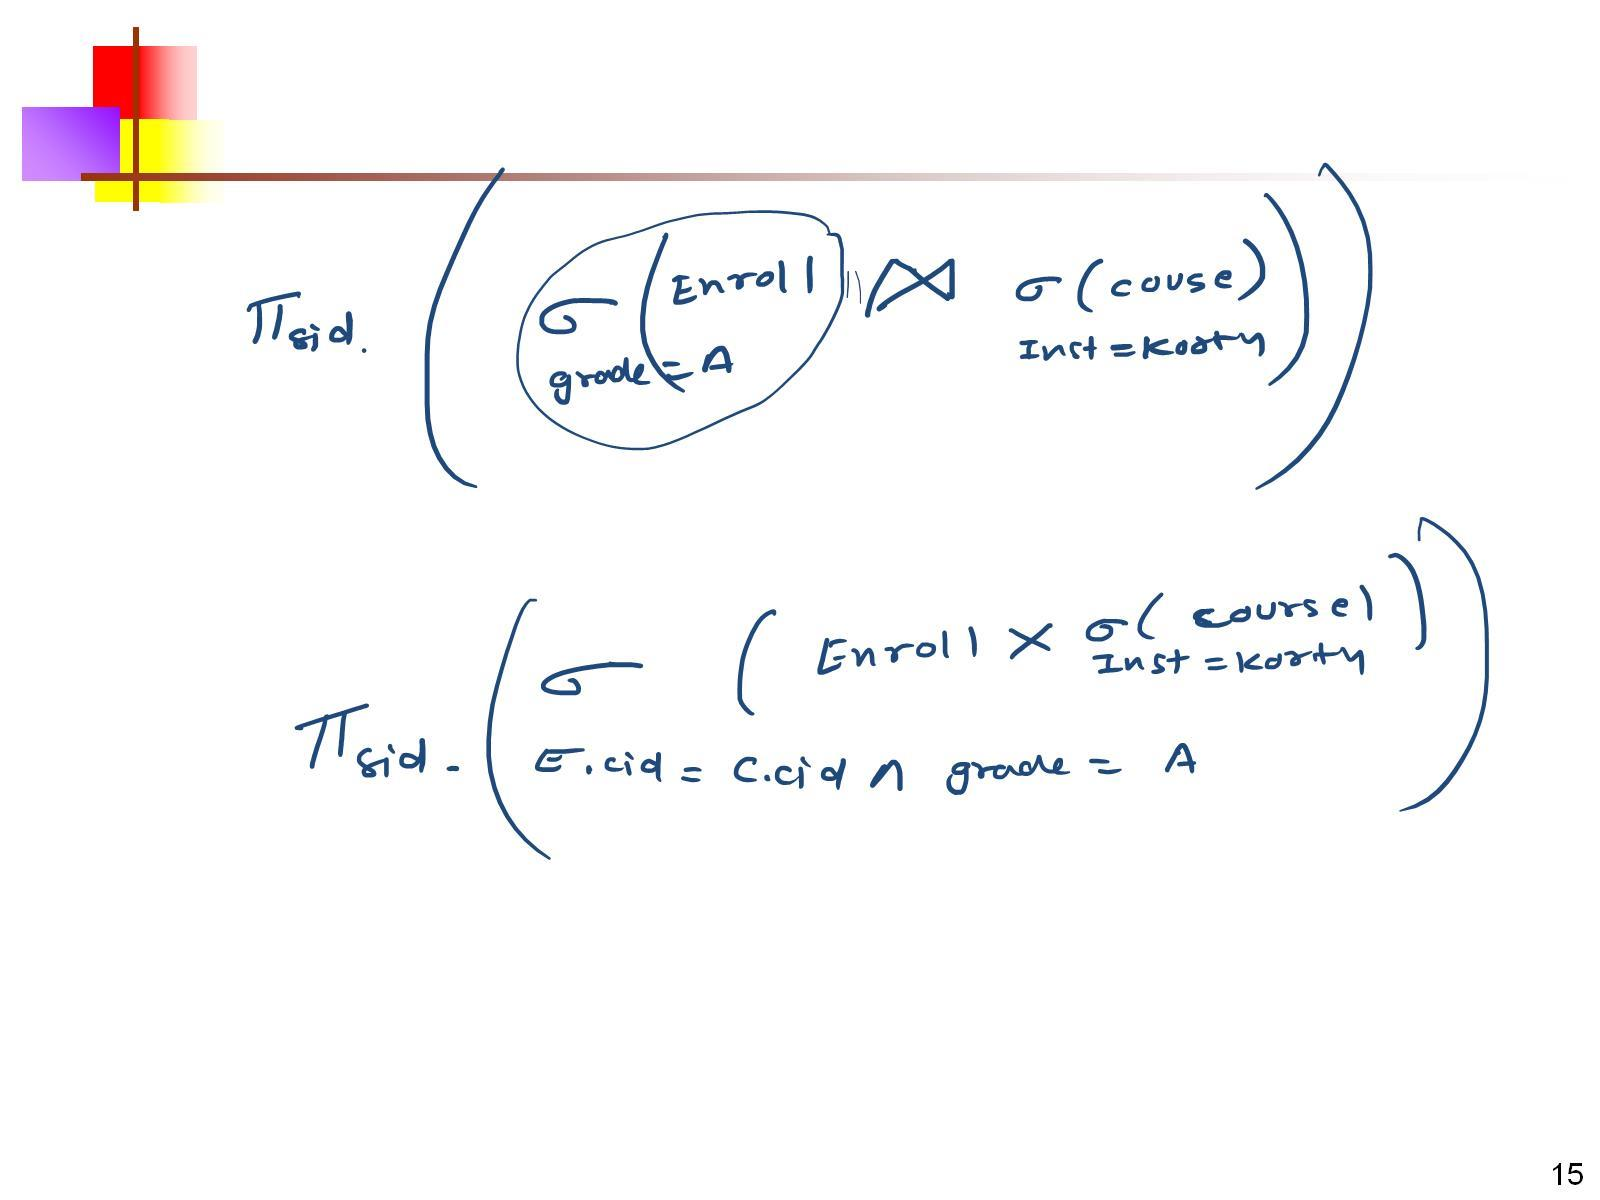 π sid. ( σ grade = A ( Enroll ) ⋈ σ ( couse ) Inst = Korty ) )
π sid. ( σ ( Enroll × σ ( course ) Inst = Korty ) )
E.cid = C.cid ∧ grade = A
15